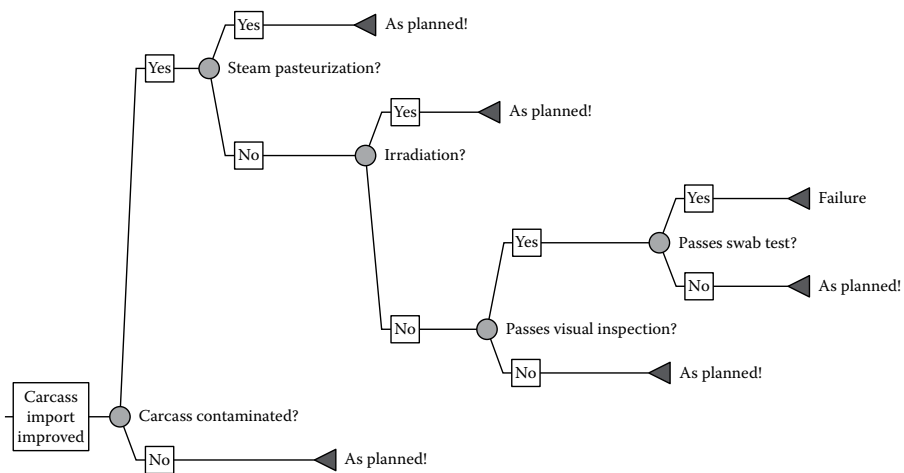 Yes
As planned!
Yes
Steam pasteurization?
Yes
As planned!
No
Irradiation?
Yes
Failure
Yes
Passes swab test?
No
As planned!
No
Passes visual inspection?
No
As planned!
Carcass
import
improved
Carcass contaminated?
No
As planned!